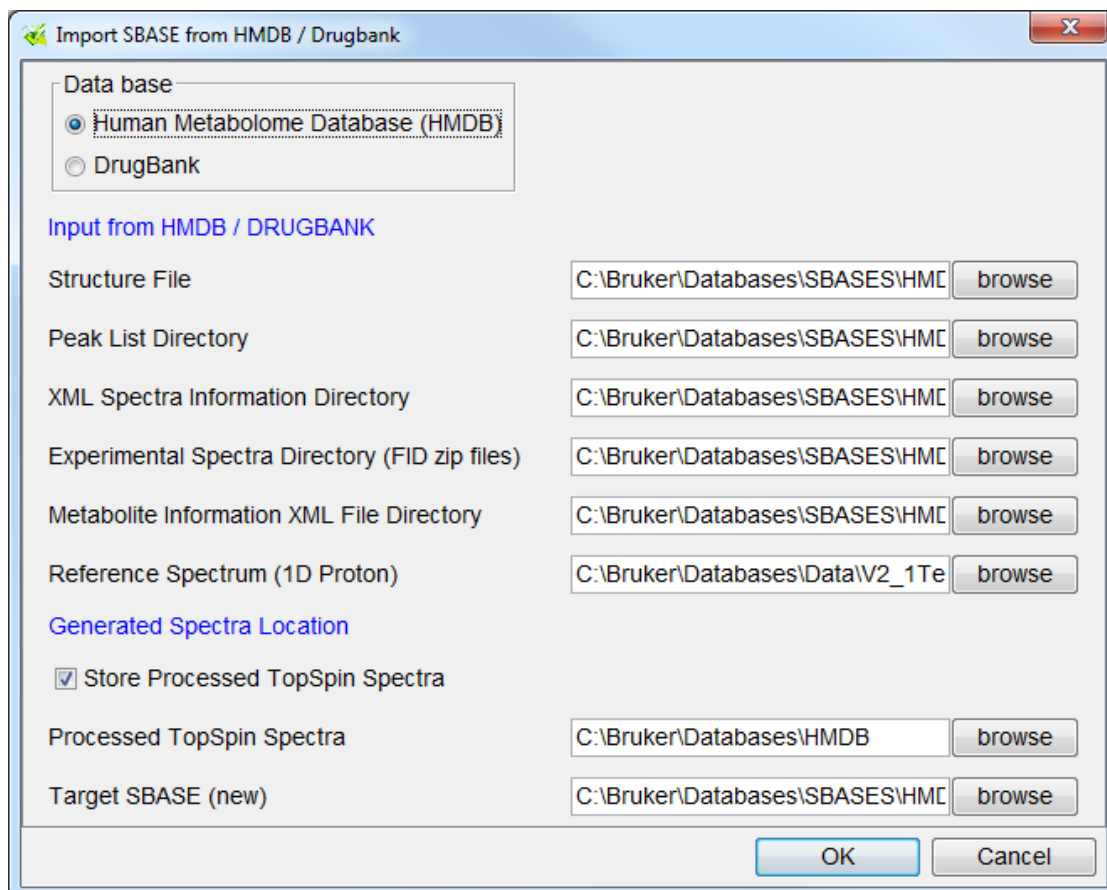 Import SBASE from HMDB / Drugbank
X
Data base
Human Metabolome Database (HMDB)
DrugBank
Input from HMDB / DRUGBANK
Structure File C:\Bruker\Databases\SBASES\HMD browse
Peak List Directory C:\Bruker\Databases\SBASES\HMD browse
XML Spectra Information Directory C:\Bruker\Databases\SBASES\HMD browse
Experimental Spectra Directory (FID zip files) C:\Bruker\Databases\SBASES\HMD browse
Metabolite Information XML File Directory C:\Bruker\Databases\SBASES\HMD browse
Reference Spectrum (1D Proton) C:\Bruker\Databases\Data\V2_1Te browse
Generated Spectra Location
Store Processed TopSpin Spectra
Processed TopSpin Spectra C:\Bruker\Databases\HMDB browse
Target SBASE (new) C:\Bruker\Databases\SBASES\HMD browse
OK Cancel